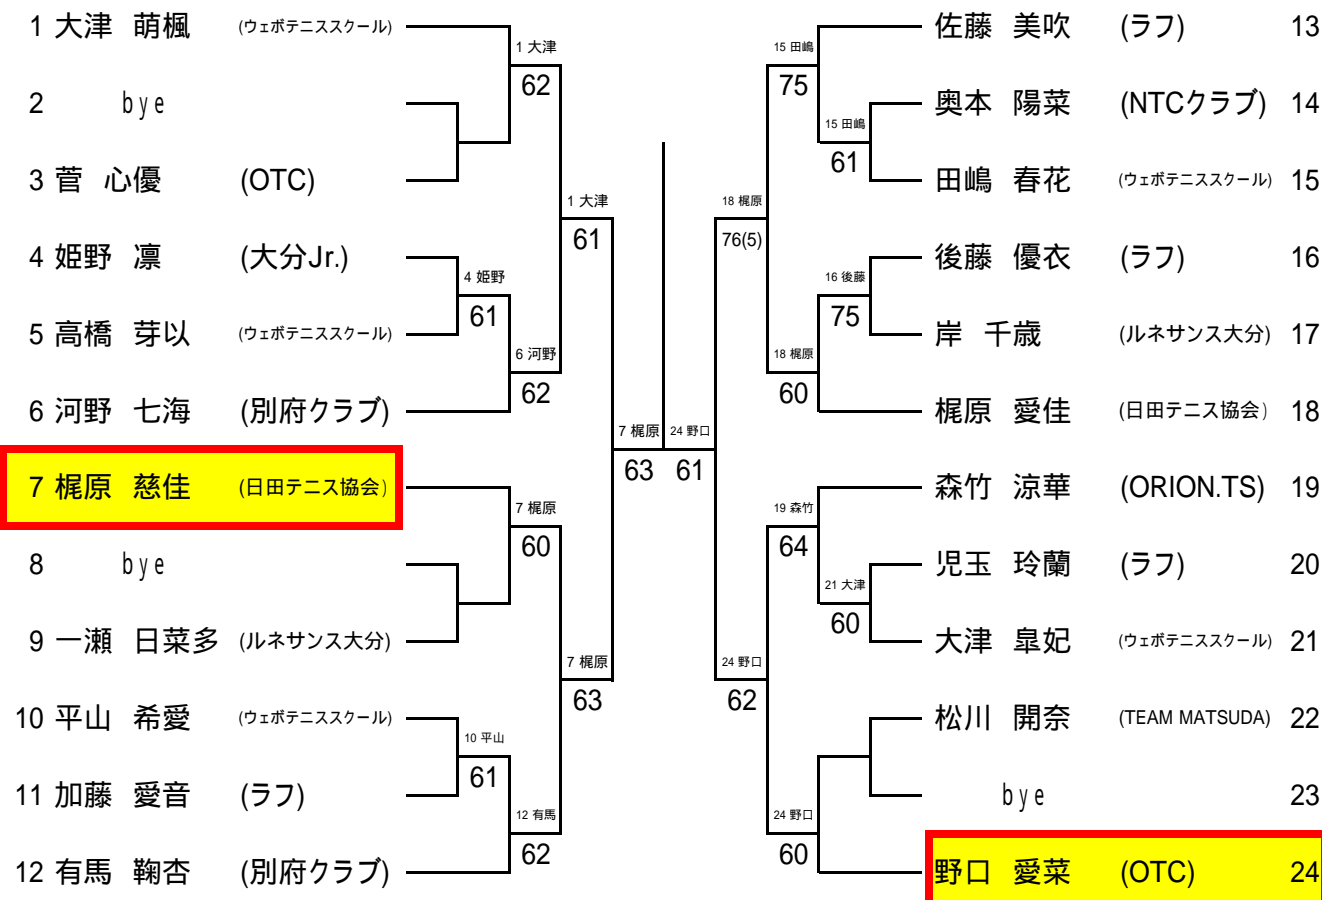 1 大津 萌楓 (ウェボテニススクール)
1 大津
62
2 bye
3 菅 心優 (OTC)
1 大津
61
4 姫野 凛 (大分Jr.)
4 姫野
61
5 高橋 芽以 (ウェボテニススクール)
6 河野
62
6 河野 七海 (別府クラブ)
7 梶原
63
7 梶原 慈佳 (日田テニス協会)
7 梶原
60
8 bye
9 一瀬 日菜多 (ルネサンス大分)
7 梶原
63
10 平山 希愛 (ウェボテニススクール)
10 平山
61
11 加藤 愛音 (ラフ)
12 有馬
62
12 有馬 鞠杏 (別府クラブ)
佐藤 美吹 (ラフ) 13
15 田嶋
75
奥本 陽菜 (NTCクラブ) 14
15 田嶋
61
田嶋 春花 (ウェボテニススクール) 15
18 梶原
76(5)
後藤 優衣 (ラフ) 16
16 後藤
75
岸 千歳 (ルネサンス大分) 17
18 梶原
60
梶原 愛佳 (日田テニス協会) 18
24 野口
61
森竹 涼華 (ORION.TS) 19
19 森竹
64
児玉 玲蘭 (ラフ) 20
21 大津
60
大津 皐妃 (ウェボテニススクール) 21
24 野口
62
松川 開奈 (TEAM MATSUDA) 22
bye 23
24 野口
60
野口 愛菜 (OTC) 24